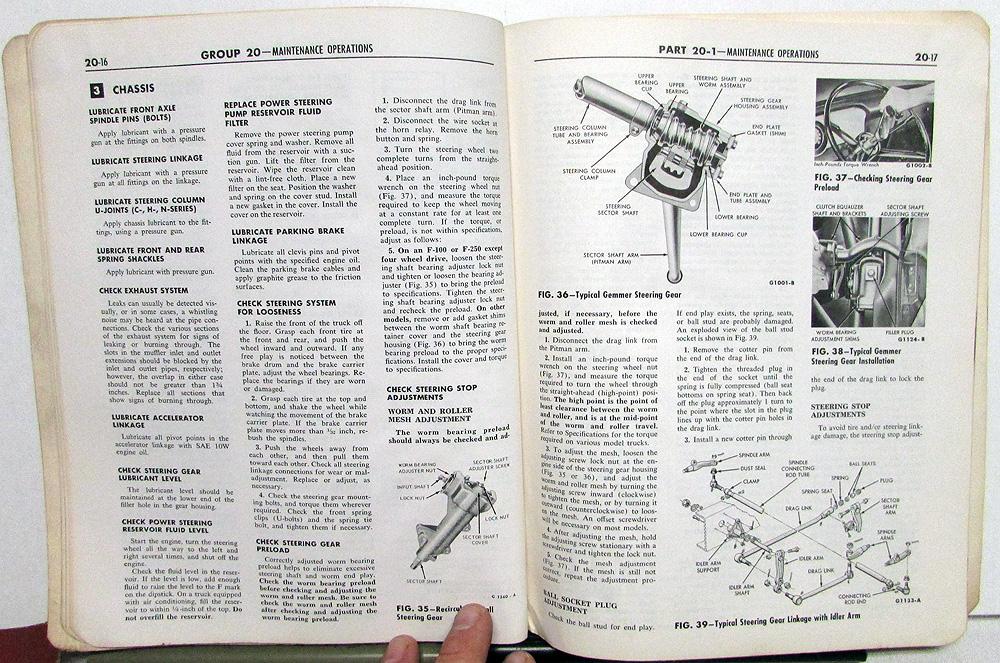 20-16
GROUP 20—MAINTENANCE OPERATIONS
3 CHASSIS
LUBRICATE FRONT AXLE
SPINDLE PINS (BOLTS)
Apply lubricant with a pressure
gun at the fittings on both spindles.
LUBRICATE STEERING LINKAGE
Apply lubricant with a pressure
gun at all fittings on the linkage.
LUBRICATE STEERING COLUMN
U-JOINTS (C-, H-, N-SERIES)
Apply chassis lubricant to the fit-
tings, using a pressure gun.
LUBRICATE FRONT AND REAR
SPRING SHACKLES
Apply lubricant with pressure gun.
CHECK EXHAUST SYSTEM
Leaks can usually be detected vis-
ually, or in some cases, a whistling
noise may be heard at the pipe con-
nections. Check the various sections
of the exhaust system for signs of
leaking or burning through. The
slots in the muffler inlet and outlet
extensions should be blocked by the
inlet and outlet pipes, respectively;
however, the overlap in either case
should not be greater than 1¾
inches. Replace all sections that
show signs of burning through.
LUBRICATE ACCELERATOR
LINKAGE
Lubricate all pivot points in the
accelerator linkage with SAE 10W
engine oil.
CHECK STEERING GEAR
LUBRICANT LEVEL
The lubricant level should be
maintained at the lower end of the
filler hole in the gear housing.
CHECK POWER STEERING
RESERVOIR FLUID LEVEL
Start the engine, turn the steering
wheel all the way to the left and
right several times, and shut off the
engine.
Check the fluid level in the reser-
voir. If the level is low, add enough
fluid to raise the level to the F mark
on the dipstick. On a truck equipped
with air conditioning, fill the reser-
voir to within ¼-inch of the top. Do
not overfill the reservoir.
REPLACE POWER STEERING
PUMP RESERVOIR FLUID
FILTER
Remove the power steering pump
cover spring and washer. Remove all
fluid from the reservoir with a suc-
tion gun. Lift the filter from the
reservoir. Wipe the reservoir clean
with a lint-free cloth. Place a new
filter on the seat. Position the washer
and spring on the cover stud. Install
a new gasket in the cover. Install
the cover on the reservoir.
LUBRICATE PARKING BRAKE
LINKAGE
Lubricate all clevis pins and pivot
points with the specified engine oil.
Clean the parking brake cables and
apply graphite grease to the friction
surfaces.
CHECK STEERING SYSTEM
FOR LOOSENESS
1. Raise the front of the truck off
the floor. Grasp each front tire at
the front and rear, and push the
wheel inward and outward. If any
free play is noticed between the
brake drum and the brake carrier
plate, adjust the wheel bearings. Re-
place the bearings if they are worn
or damaged.
2. Grasp each tire at the top and
bottom, and shake the wheel while
watching the movement of the brake
carrier plate. If the brake carrier
plate moves more than 3/32 inch, re-
bush the spindles.
3. Push the wheels away from
each other, and then pull them
toward each other. Check all steering
linkage connections for wear or mal-
adjustment. Replace or adjust, as
necessary.
4. Check the steering gear mount-
ing bolts, and torque them wherever
required. Check the front spring
clips (U-bolts) and the spring tie
bolt, and tighten them if necessary.
CHECK STEERING GEAR
PRELOAD
Correctly adjusted worm bearing
preload helps to eliminate excessive
steering shaft and worm end play.
Check the worm bearing preload
before checking and adjusting the
worm and roller mesh. Be sure to
check the worm and roller mesh
after checking and adjusting the
worm bearing preload.
1. Disconnect the drag link from
the sector shaft arm (Pitman arm).
2. Disconnect the wire socket at
the horn relay. Remove the horn
button and spring.
3. Turn the steering wheel two
complete turns from the straight-
ahead position.
4. Place an inch-pound torque
wrench on the steering wheel nut
(Fig. 37), and measure the torque
required to keep the wheel moving
at a constant rate for at least one
complete turn. If the torque, or
preload, is not within specifications,
adjust as follows:
5. On an F-100 or F-250 except
four wheel drive, loosen the steer-
ing shaft bearing adjuster lock nut
and tighten or loosen the bearing ad-
juster (Fig. 35) to bring the preload
to specifications. Tighten the steer-
ing shaft bearing adjuster lock nut
and recheck the preload. On other
models, remove or add gasket shims
between the worm shaft bearing re-
tainer cover and the steering gear
housing (Fig. 36) to bring the worm
bearing preload to the proper speci-
fications. Install the cover and torque
to specifications.
CHECK STEERING STOP
ADJUSTMENTS
WORM AND ROLLER
MESH ADJUSTMENT
The worm bearing preload
should always be checked and ad-
WORM BEARING
ADJUSTER NUT
SECTOR SHAFT
ADJUSTER SCREW
INPUT SHAFT
LOCK NUT
LOCK NUT
SECTOR SHAFT
COVER
SECTOR SHAFT
FIG. 35—Recircul
Steering Gear
PART 20-1—MAINTENANCE OPERATIONS
20-17
UPPER
BEARING
CUP
UPPER
BEARING
STEERING SHAFT AND
WORM ASSEMBLY
STEERING GEAR
HOUSING ASSEMBLY
END PLATE
GASKET (SHIM)
STEERING COLUMN
TUBE AND BEARING
ASSEMBLY
STEERING COLUMN
CLAMP
END PLATE AND
TUBE ASSEMBLY
STEERING
SECTOR SHAFT
LOWER BEARING
LOWER BEARING CUP
SECTOR SHAFT ARM
(PITMAN ARM)
G1001-B
FIG. 36—Typical Gemmer Steering Gear
justed, if necessary, before the
worm and roller mesh is checked
and adjusted.
1. Disconnect the drag link from
the Pitman arm.
2. Install an inch-pound torque
wrench on the steering wheel nut
(Fig. 37), and measure the torque
required to turn the wheel through
the straight-ahead (high-point) posi-
tion. The high point is the point of
least clearance between the worm
and roller, and is at the mid-point
of the worm and roller travel.
Refer to Specifications for the torque
required on various model trucks.
3. To adjust the mesh, loosen the
adjusting screw lock nut at the en-
gine side of the steering gear housing
(Fig. 35 or 36), and adjust the
worm and roller mesh by turning the
adjusting screw inward (clockwise)
to tighten the mesh, or by turning it
outward (counterclockwise) to loos-
en the mesh. An offset screwdriver
will be necessary on most models.
4. After adjusting the mesh, hold
the adjusting screw stationary with a
screwdriver and tighten the lock nut.
5. Check the mesh adjustment
(Fig. 37). If the mesh is still not
correct, repeat the adjustment pro-
cedure.
BALL SOCKET PLUG
ADJUSTMENT
Check the ball stud for end play.
If end play exists, the spring, seats,
or ball stud are probably damaged.
An exploded view of the ball stud
socket is shown in Fig. 39.
1. Remove the cotter pin from
the end of the drag link.
2. Tighten the threaded plug in
the end of the socket until the
spring is fully compressed (ball seat
bottoms on spring seat). Then back
off the plug approximately 1 turn to
the point where the slot in the plug
lines up with the cotter pin holes in
the drag link.
3. Install a new cotter pin through
Inch-Pounds Torque Wrench
G1002-B
FIG. 37—Checking Steering Gear
Preload
CLUTCH EQUALIZER
SHAFT AND BRACKETS
SECTOR SHAFT
ADJUSTING SCREW
WORM BEARING
ADJUSTMENT SHIMS
FILLER PLUG
G1124-B
FIG. 38—Typical Gemmer
Steering Gear Installation
the end of the drag link to lock the
plug.
STEERING STOP
ADJUSTMENTS
To avoid tire and/or steering link-
age damage, the steering stop adjust-
SPINDLE ARM
DUST SEAL
CLAMP
SPINDLE
CONNECTING
ROD TUBE
BALL SEATS
SPRING
SPRING SEAT
PLUG
DRAG LINK
SECTOR
SHAFT
ARM
SPINDLE
ARMS
IDLER ARM
SUPPORT
IDLER ARM
IDLER ARM
SHAFT
DRAG LINK
CONNECTING
ROD END
G1133-A
FIG. 39—Typical Steering Gear Linkage with Idler Arm